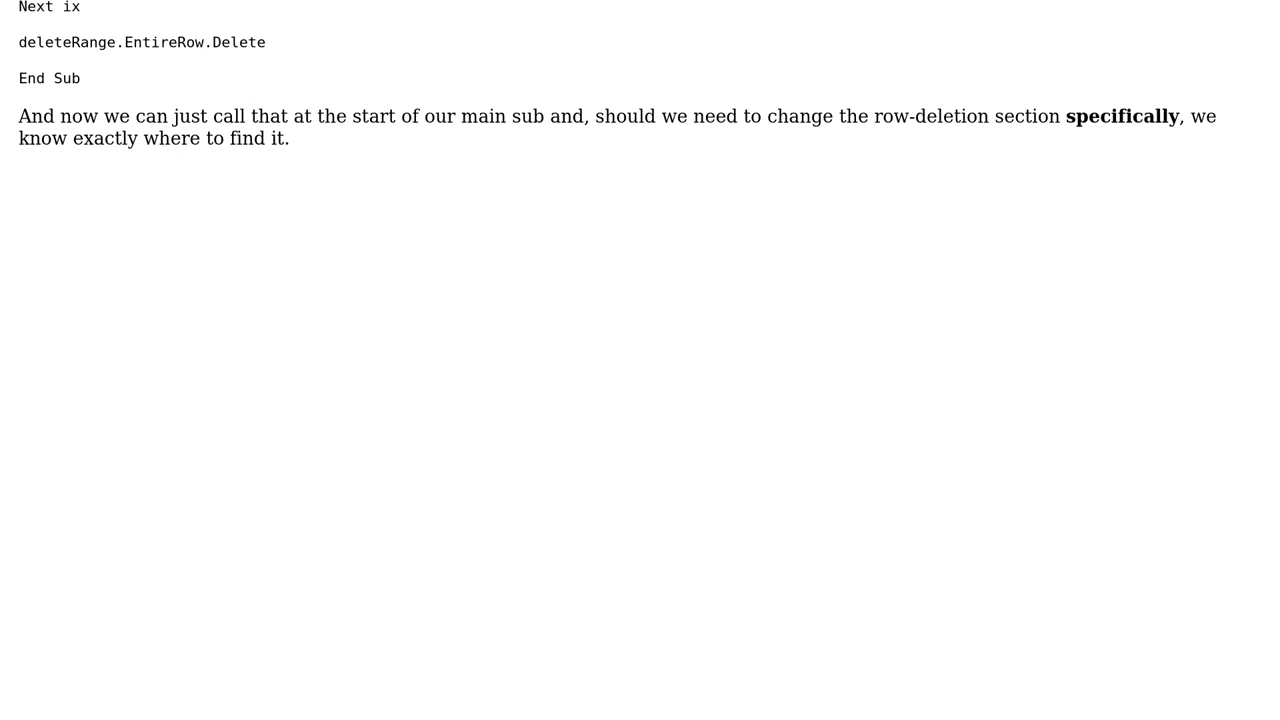 Next ix
deleteRange.EntireRow.Delete
End Sub
And now we can just call that at the start of our main sub and, should we need to change the row-deletion section specifically, we
know exactly where to find it.